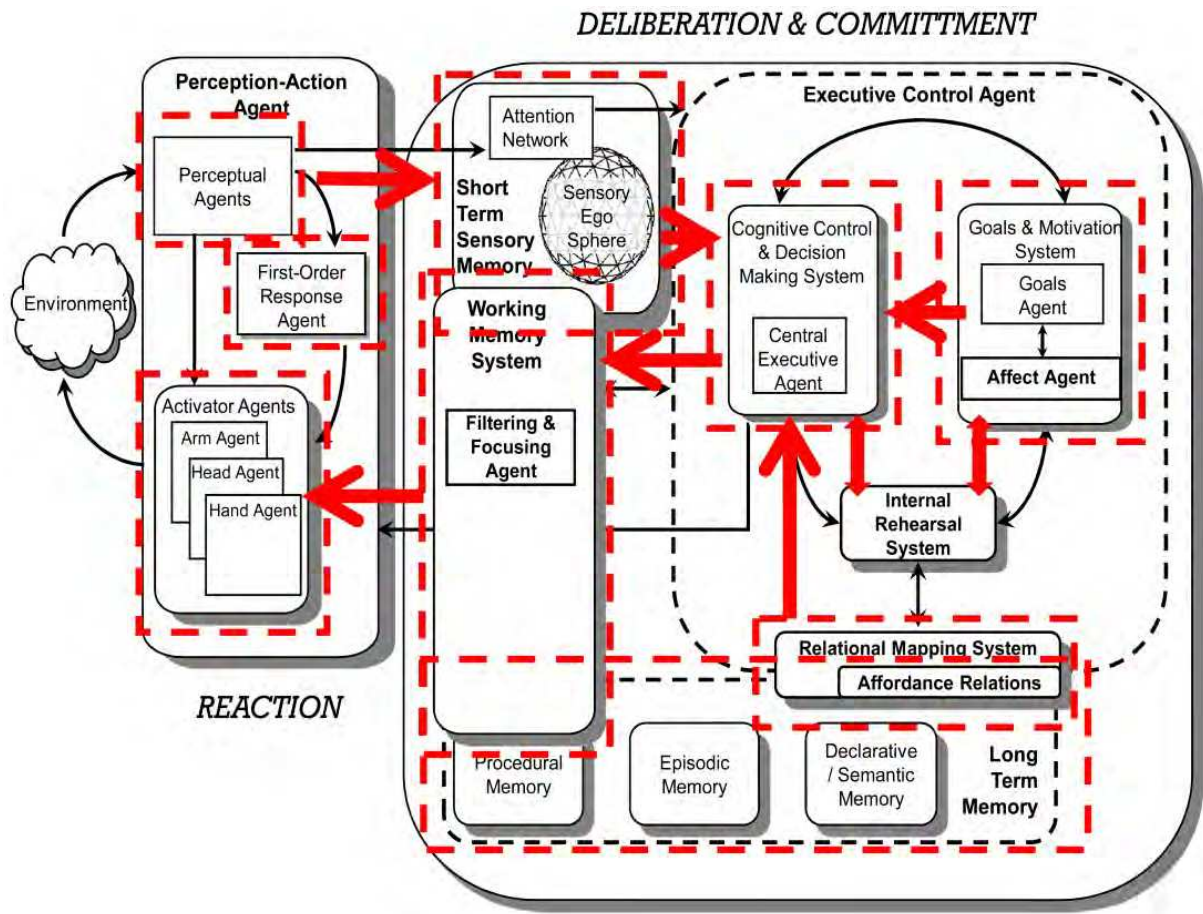 DELIBERATION & COMMITTMENT
Perception-Action
Agent
Perceptual
Agents
First-Order
Response
Agent
Environment
Activator Agents
Arm Agent
Head Agent
Hand Agent
REACTION
Attention
Network
Short
Term
Sensory
Memory
Sensory
Ego
Sphere
Working
Memory
System
Filtering &
Focusing
Agent
Executive Control Agent
Cognitive Control
& Decision
Making System
Central
Executive
Agent
Goals & Motivation
System
Goals
Agent
Affect Agent
Internal
Rehearsal
System
Relational Mapping System
Affordance Relations
Procedural
Memory
Episodic
Memory
Declarative
/ Semantic
Memory
Long
Term
Memory